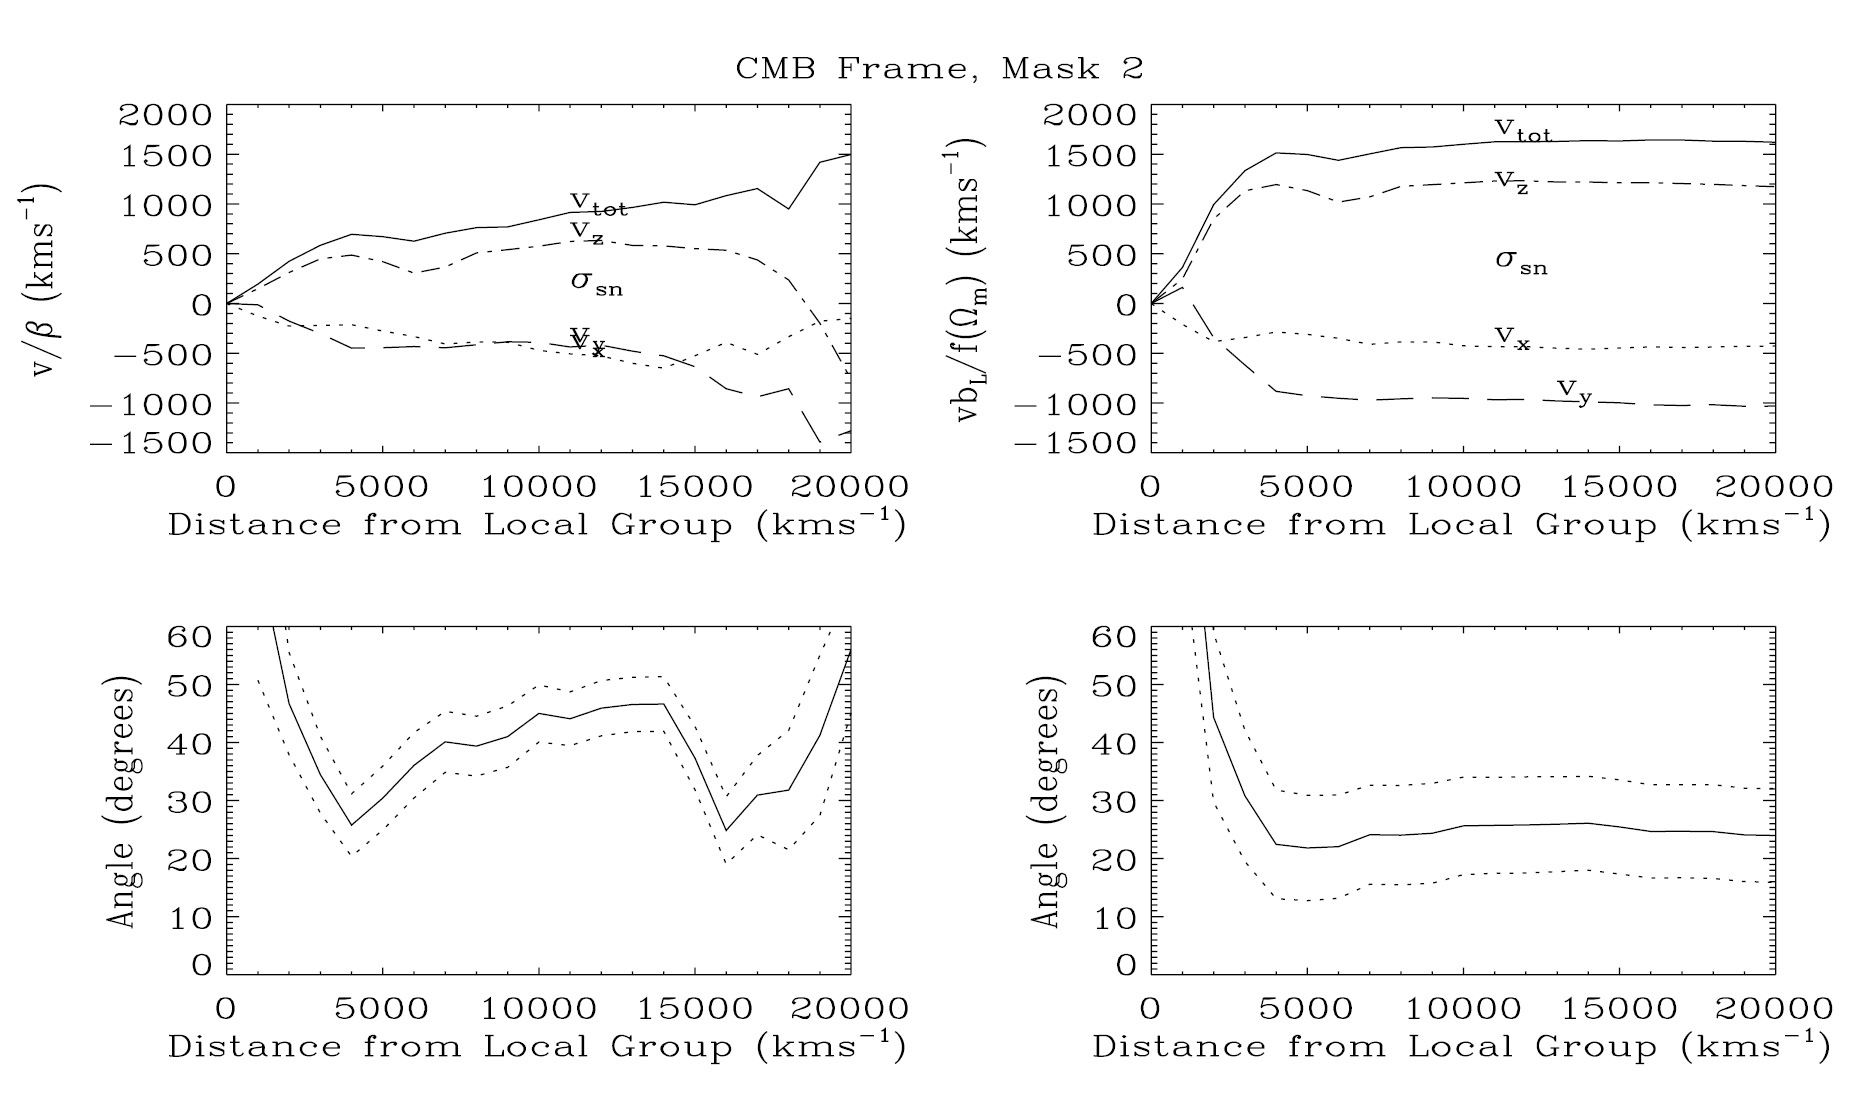 CMB Frame, Mask 2
v/β (kms⁻¹)
2000
1500
1000
500
0
−500
−1000
−1500
v_tot
v_z
σ_sn
v_y
v_x
0 5000 10000 15000 20000
Distance from Local Group (kms⁻¹)
vb_L/f(Ω_m) (kms⁻¹)
2000
1500
1000
500
0
−500
−1000
−1500
v_tot
v_z
σ_sn
v_x
v_y
0 5000 10000 15000 20000
Distance from Local Group (kms⁻¹)
Angle (degrees)
60
50
40
30
20
10
0
0 5000 10000 15000 20000
Distance from Local Group (kms⁻¹)
Angle (degrees)
60
50
40
30
20
10
0
0 5000 10000 15000 20000
Distance from Local Group (kms⁻¹)